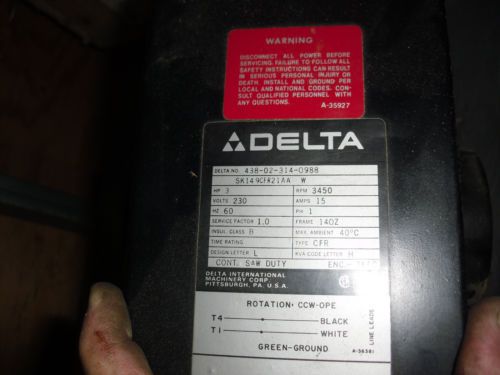 WARNING
DISCONNECT ALL POWER BEFORE
SERVICING. FAILURE TO FOLLOW ALL
SAFETY INSTRUCTIONS CAN RESULT
IN SERIOUS PERSONAL INJURY OR
DEATH. INSTALL AND GROUND PER
LOCAL AND NATIONAL CODES. CON-
SULT QUALIFIED PERSONNEL WITH
ANY QUESTIONS.
A-35927
DELTA
DELTA NO. 438-02-314-0988
SK149CFR21AA W
HP 3 RPM 3450
VOLTS 230 AMPS 15
HZ 60 PH 1
SERVICE FACTOR 1.0 FRAME 140Z
INSUL CLASS B MAX. AMBIENT 40°C
TIME RATING TYPE CFR
DESIGN LETTER L KVA CODE LETTER H
CONT. SAW DUTY ENC-
DELTA INTERNATIONAL
MACHINERY CORP.
PITTSBURGH, PA. U.S.A.
ROTATION: CCW-OPE
T4 BLACK
T1 WHITE
LINE LEADS
GREEN-GROUND
A-36381